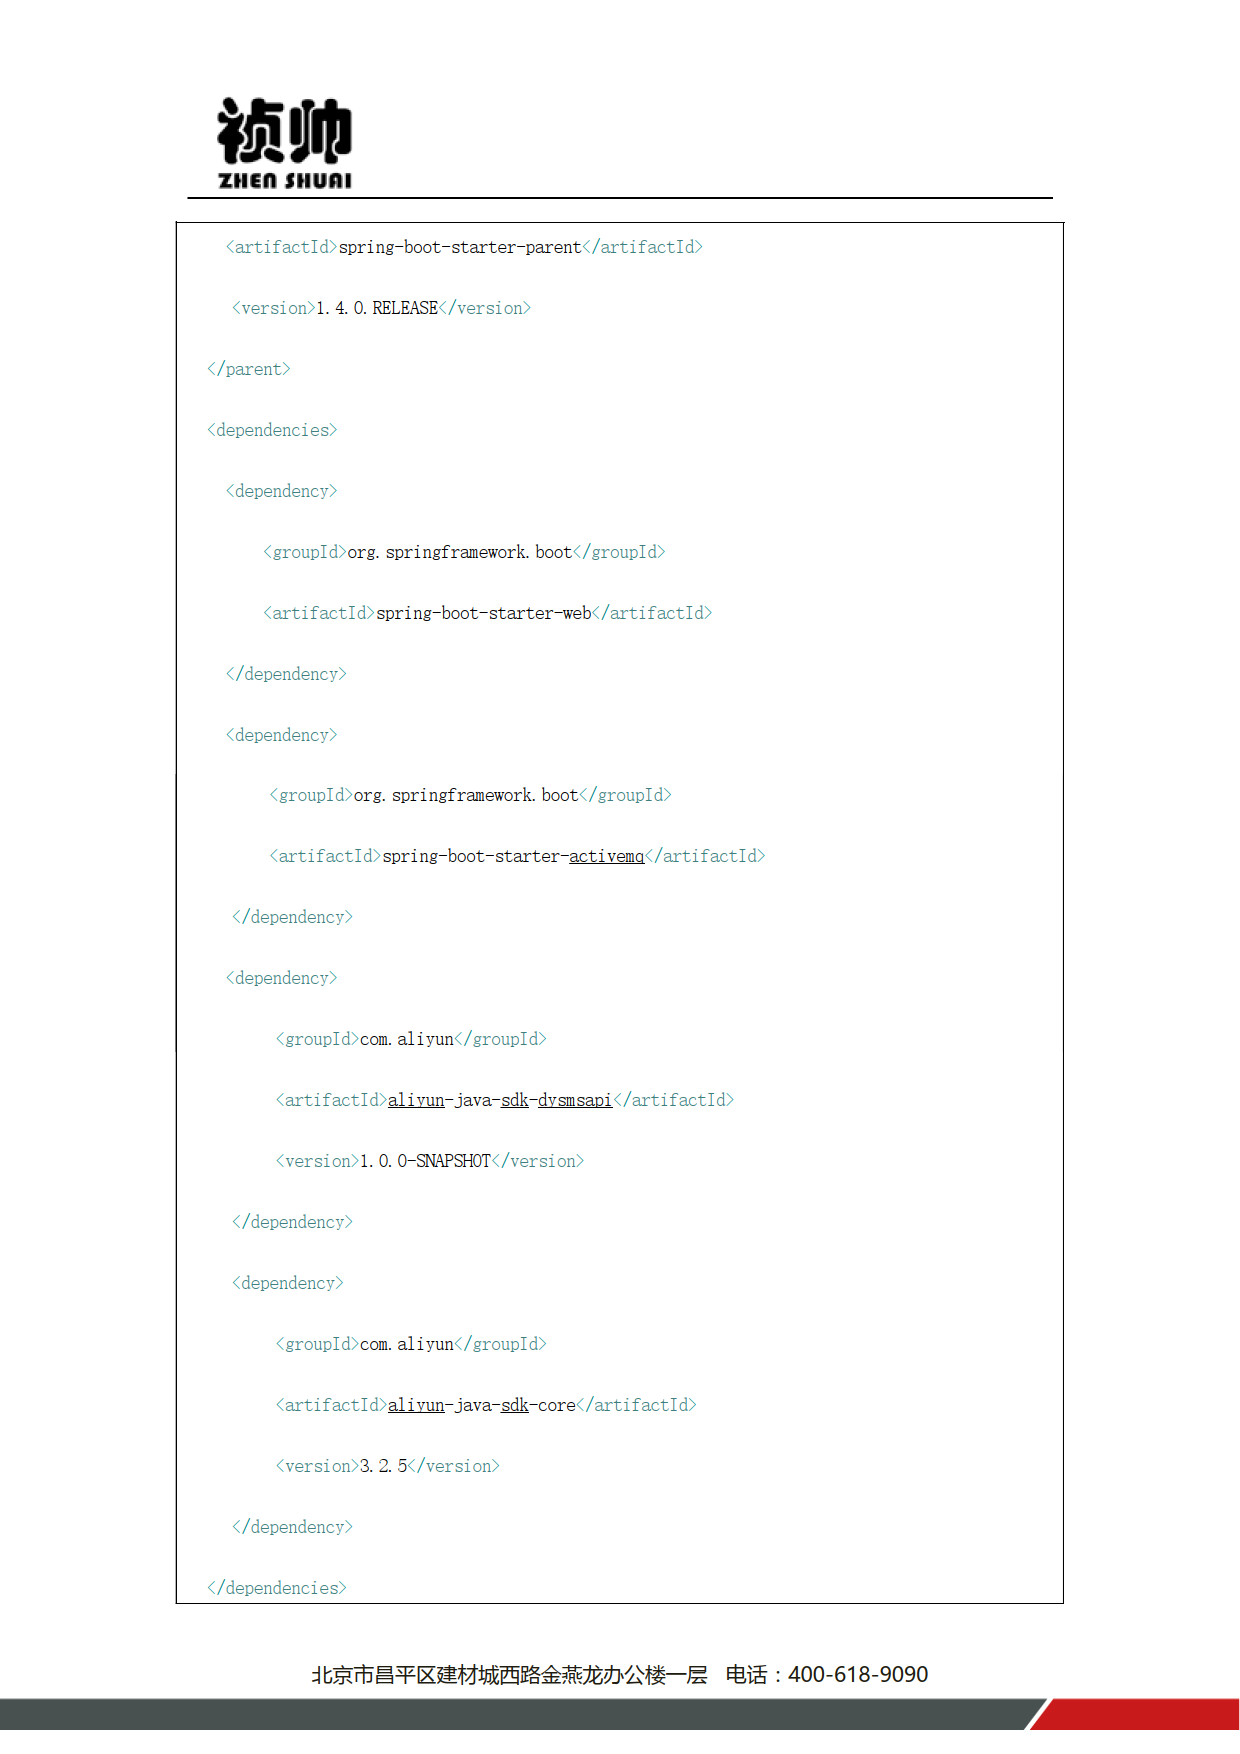 祯帅
ZHEN SHUAI
<artifactId>spring-boot-starter-parent</artifactId>
<version>1.4.0.RELEASE</version>
</parent>
<dependencies>
<dependency>
<groupId>org.springframework.boot</groupId>
<artifactId>spring-boot-starter-web</artifactId>
</dependency>
<dependency>
<groupId>org.springframework.boot</groupId>
<artifactId>spring-boot-starter-activemq</artifactId>
</dependency>
<dependency>
<groupId>com.aliyun</groupId>
<artifactId>aliyun-java-sdk-dysmsapi</artifactId>
<version>1.0.0-SNAPSHOT</version>
</dependency>
<dependency>
<groupId>com.aliyun</groupId>
<artifactId>aliyun-java-sdk-core</artifactId>
<version>3.2.5</version>
</dependency>
</dependencies>
北京市昌平区建材城西路金燕龙办公楼一层 电话：400-618-9090